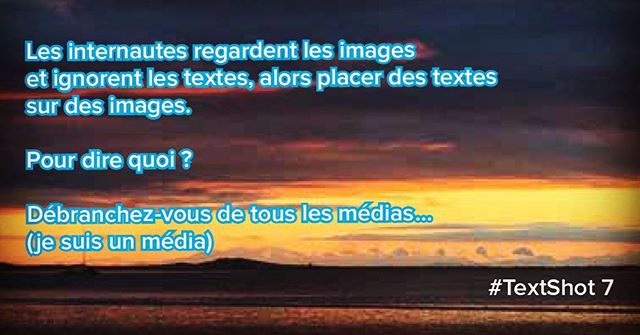 Les internautes regardent les images
et ignorent les textes, alors placer des textes
sur des images.
Pour dire quoi ?
Débranchez-vous de tous les médias...
(je suis un média)
#TextShot 7